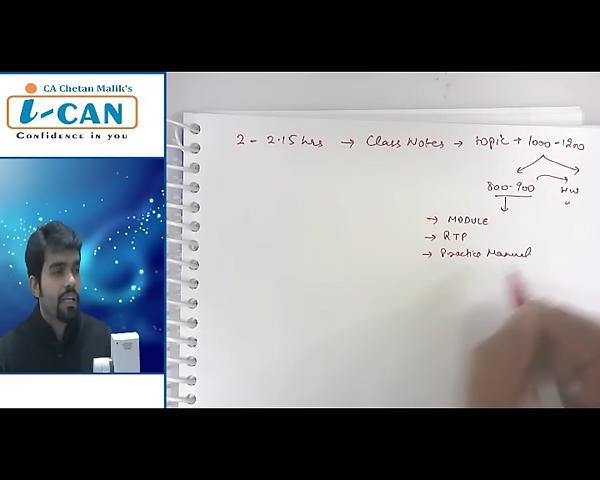 CA Chetan Malik's
i-CAN
Confidence in you
2 - 2.15 hrs → Class Notes → topic + 1000 - 1200
800-900 HW
→ MODULE
→ RTP
→ Practice Manual